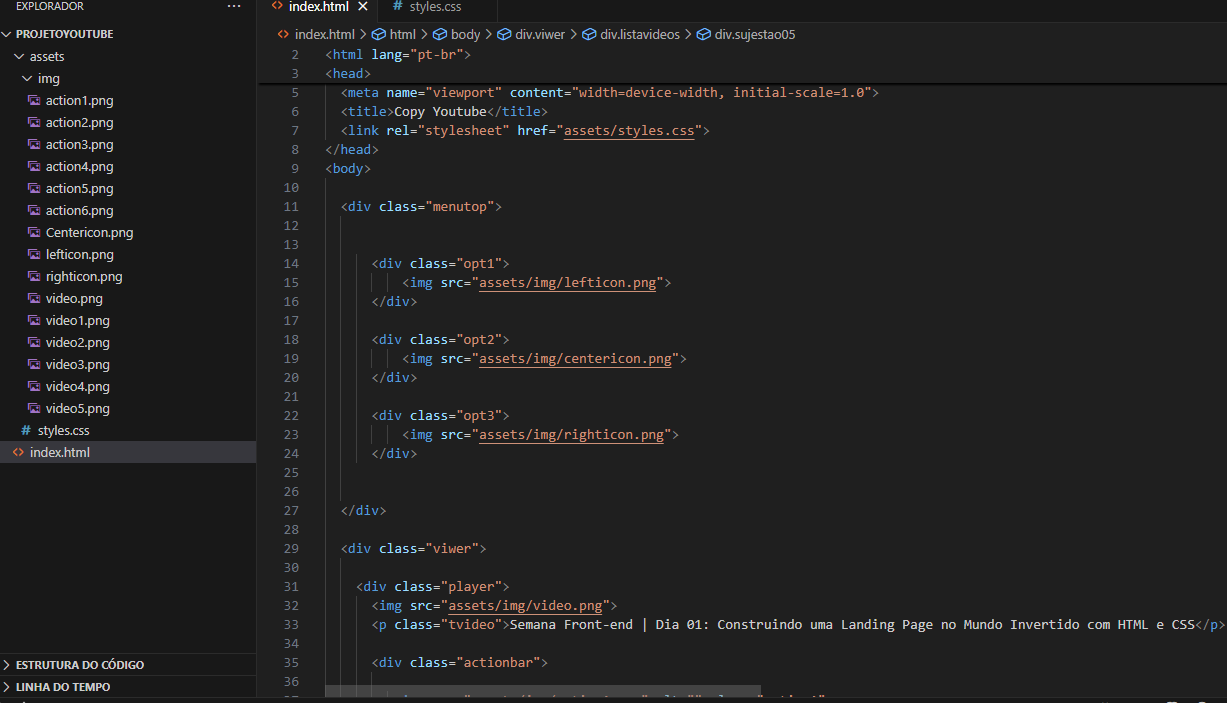 EXPLORADOR
PROJETOYOUTUBE
assets
img
action1.png
action2.png
action3.png
action4.png
action5.png
action6.png
Centericon.png
lefticon.png
righticon.png
video.png
video1.png
video2.png
video3.png
video4.png
video5.png
# styles.css
<> index.html
ESTRUTURA DO CÓDIGO
LINHA DO TEMPO
<> index.html × # styles.css
<> index.html > html > body > div.viwer > div.listavideos > div.sujestao05
2 <html lang="pt-br">
3 <head>
5 <meta name="viewport" content="width=device-width, initial-scale=1.0">
6 <title>Copy Youtube</title>
7 <link rel="stylesheet" href="assets/styles.css">
8 </head>
9 <body>
10
11 <div class="menutop">
12
13
14 <div class="opt1">
15 <img src="assets/img/lefticon.png">
16 </div>
17
18 <div class="opt2">
19 <img src="assets/img/centericon.png">
20 </div>
21
22 <div class="opt3">
23 <img src="assets/img/righticon.png">
24 </div>
25
26
27 </div>
28
29 <div class="viwer">
30
31 <div class="player">
32 <img src="assets/img/video.png">
33 <p class="tvideo">Semana Front-end | Dia 01: Construindo uma Landing Page no Mundo Invertido com HTML e CSS</p>
34
35 <div class="actionbar">
36